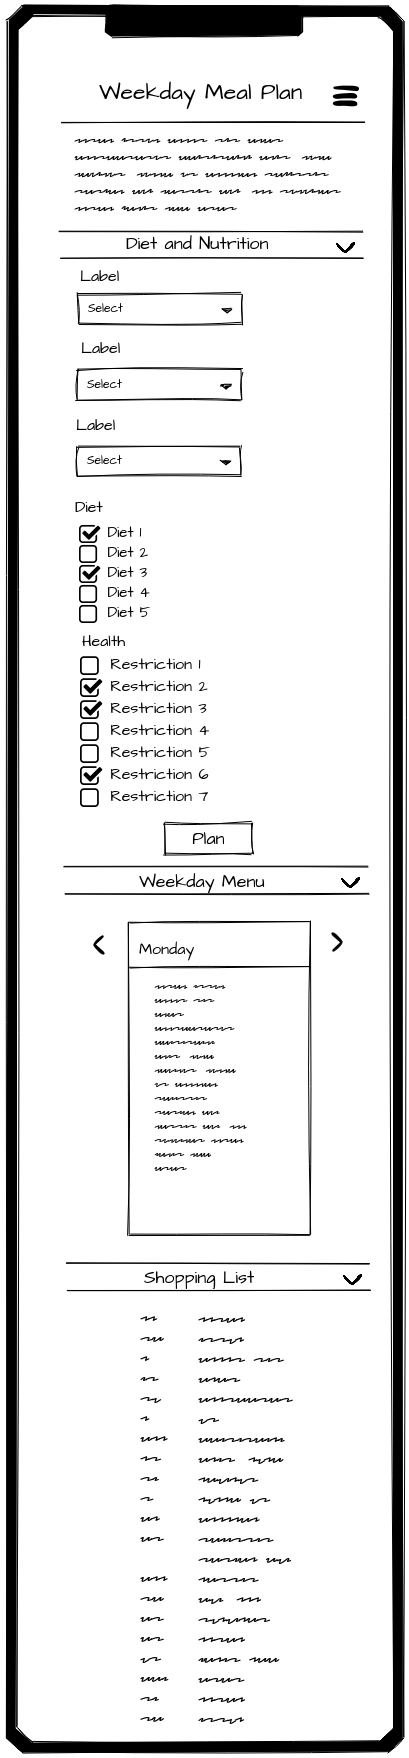 Weekday Meal Plan
Diet and Nutrition
Label
Select
Label
Select
Label
Select
Diet
Diet 1
Diet 2
Diet 3
Diet 4
Diet 5
Health
Restriction 1
Restriction 2
Restriction 3
Restriction 4
Restriction 5
Restriction 6
Restriction 7
Plan
Weekday Menu
Monday
Shopping List